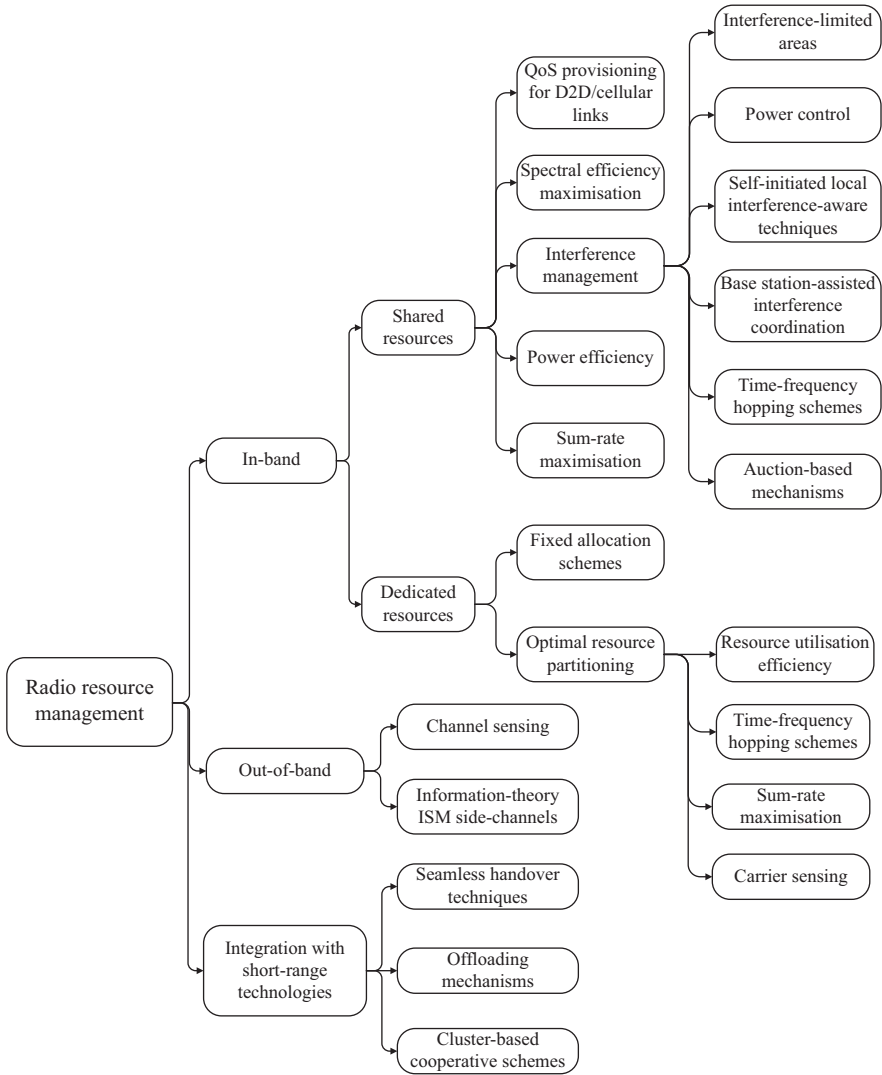 Interference-limited
areas
QoS provisioning
for D2D/cellular
links
Power control
Spectral efficiency
maximisation
Self-initiated local
interference-aware
techniques
Interference
management
Base station-assisted
interference
coordination
Shared
resources
Power efficiency
Time-frequency
hopping schemes
Sum-rate
maximisation
In-band
Auction-based
mechanisms
Fixed allocation
schemes
Dedicated
resources
Optimal resource
partitioning
Resource utilisation
efficiency
Radio resource
management
Time-frequency
hopping schemes
Channel sensing
Out-of-band
Information-theory
ISM side-channels
Sum-rate
maximisation
Carrier sensing
Seamless handover
techniques
Integration with
short-range
technologies
Offloading
mechanisms
Cluster-based
cooperative schemes